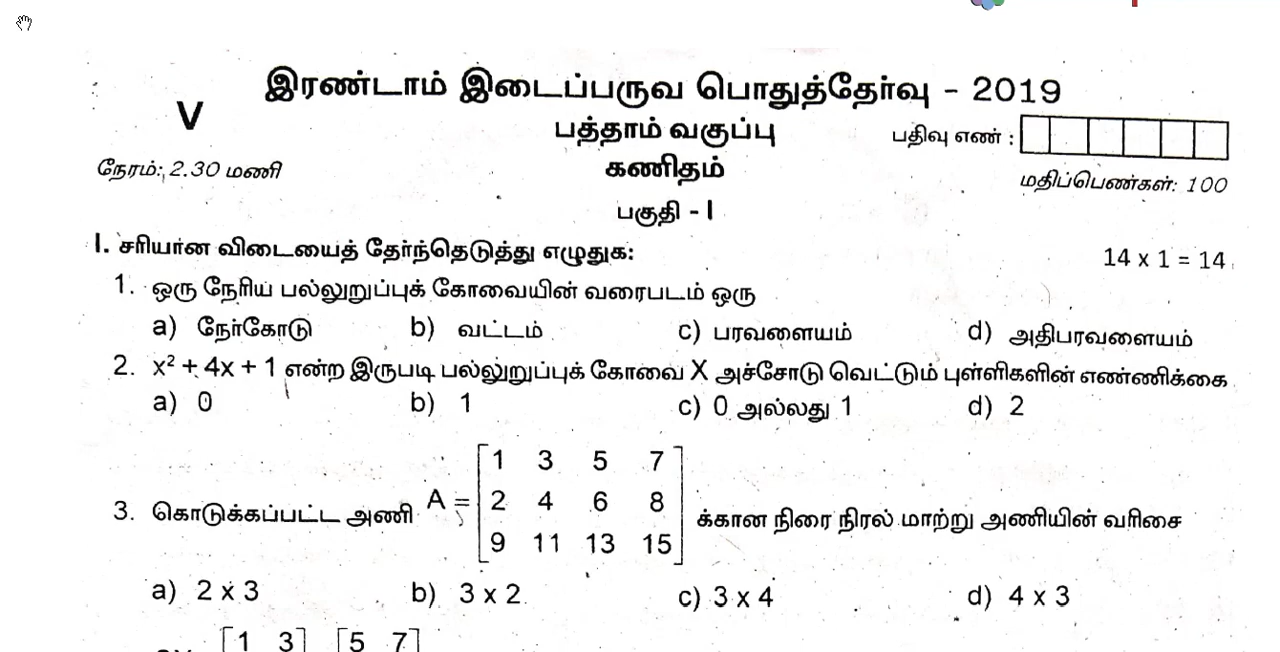 இரண்டாம் இடைப்பருவ பொதுத்தேர்வு - 2019
V
பத்தாம் வகுப்பு
பதிவு எண் :
நேரம்: 2.30 மணி
கணிதம்
மதிப்பெண்கள்: 100
பகுதி - I
I. சரியான விடையைத் தேர்ந்தெடுத்து எழுதுக: 14 x 1 = 14
1. ஒரு நேரிய பல்லுறுப்புக் கோவையின் வரைபடம் ஒரு
a) நேர்கோடு b) வட்டம் c) பரவளையம் d) அதிபரவளையம்
2. x² + 4x + 1 என்ற இருபடி பல்லுறுப்புக் கோவை X அச்சோடு வெட்டும் புள்ளிகளின் எண்ணிக்கை
a) 0 b) 1 c) 0 அல்லது 1 d) 2
1 3 5 7
3. கொடுக்கப்பட்ட அணி A = 2 4 6 8 க்கான நிரை நிரல் மாற்று அணியின் வரிசை
9 11 13 15
a) 2 x 3 b) 3 x 2 c) 3 x 4 d) 4 x 3
1 3 5 7